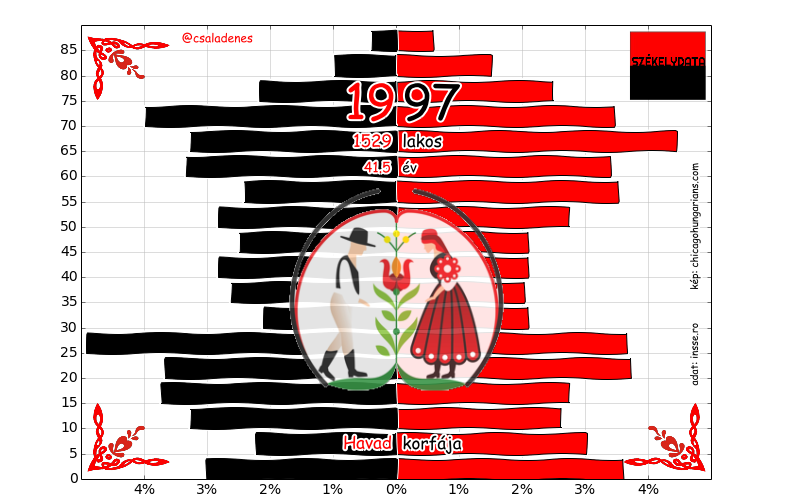 @csaladenes
SZÉKELYDATA
1997
1529 lakos
41.5 év
kép: chicagohungarians.com
adat: insse.ro
Havad korfája
85
80
75
70
65
60
55
50
45
40
35
30
25
20
15
10
5
0
4% 3% 2% 1% 0% 1% 2% 3% 4%